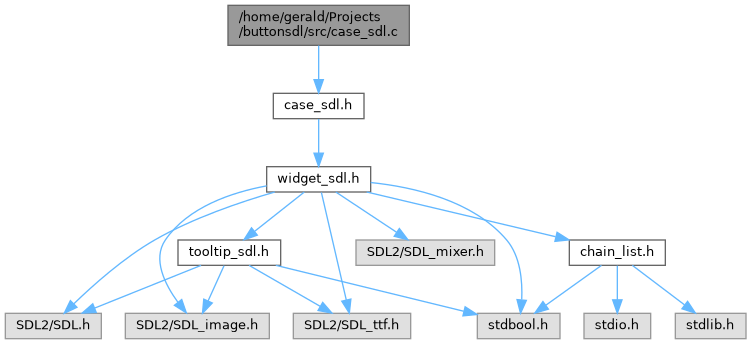 /home/gerald/Projects
/buttonsdl/src/case_sdl.c
case_sdl.h
widget_sdl.h
tooltip_sdl.h
SDL2/SDL_mixer.h
chain_list.h
SDL2/SDL.h
SDL2/SDL_image.h
SDL2/SDL_ttf.h
stdbool.h
stdio.h
stdlib.h